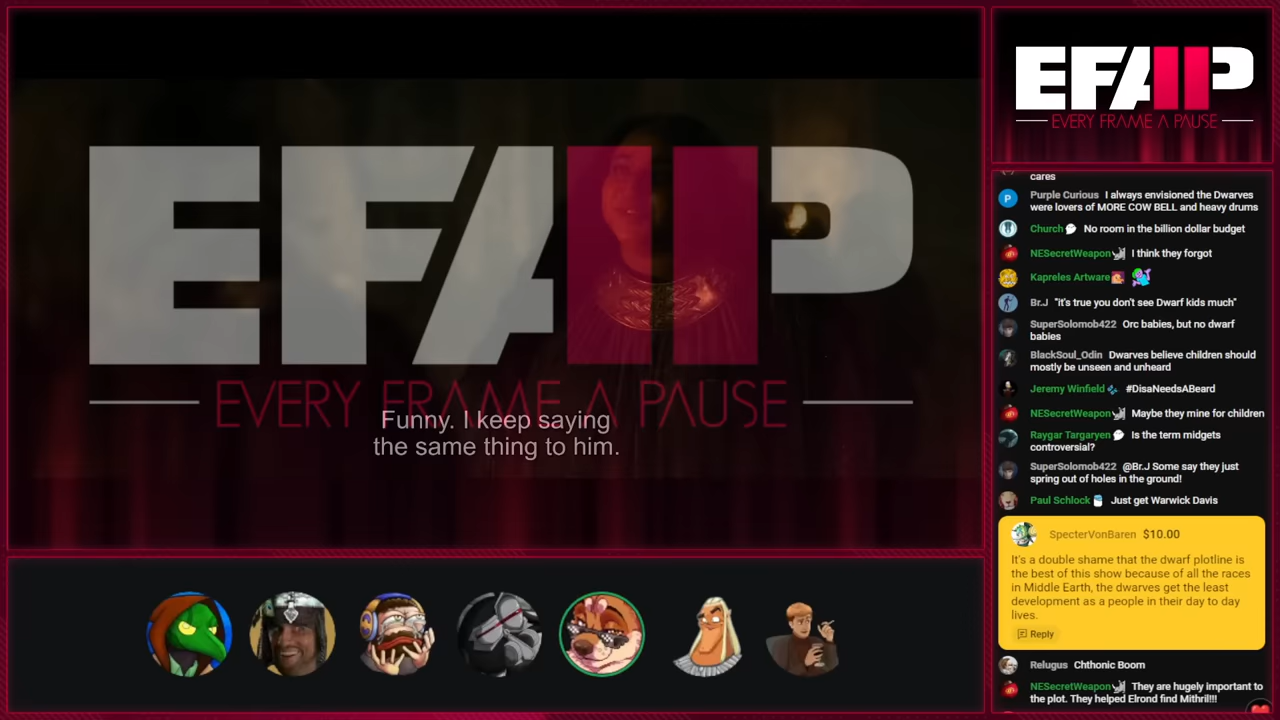 EFAP
EVERY FRAME A PAUSE
Funny. I keep saying
the same thing to him.
EFAP
EVERY FRAME A PAUSE
cares
Purple Curious I always envisioned the Dwarves
were lovers of MORE COW BELL and heavy drums
Church No room in the billion dollar budget
NESecretWeapon I think they forgot
Kapreles Artware
Br.J "it's true you don't see Dwarf kids much"
SuperSolomob422 Orc babies, but no dwarf
babies
BlackSoul_Odin Dwarves believe children should
mostly be unseen and unheard
Jeremy Winfield #DisaNeedsABeard
NESecretWeapon Maybe they mine for children
Raygar Targaryen Is the term midgets
controversial?
SuperSolomob422 @Br.J Some say they just
spring out of holes in the ground!
Paul Schlock Just get Warwick Davis
SpecterVonBaren $10.00
It's a double shame that the dwarf plotline is
the best of this show because of all the races
in Middle Earth, the dwarves get the least
development as a people in their day to day
lives.
Reply
Relugus Chthonic Boom
NESecretWeapon They are hugely important to
the plot. They helped Elrond find Mithril!!!